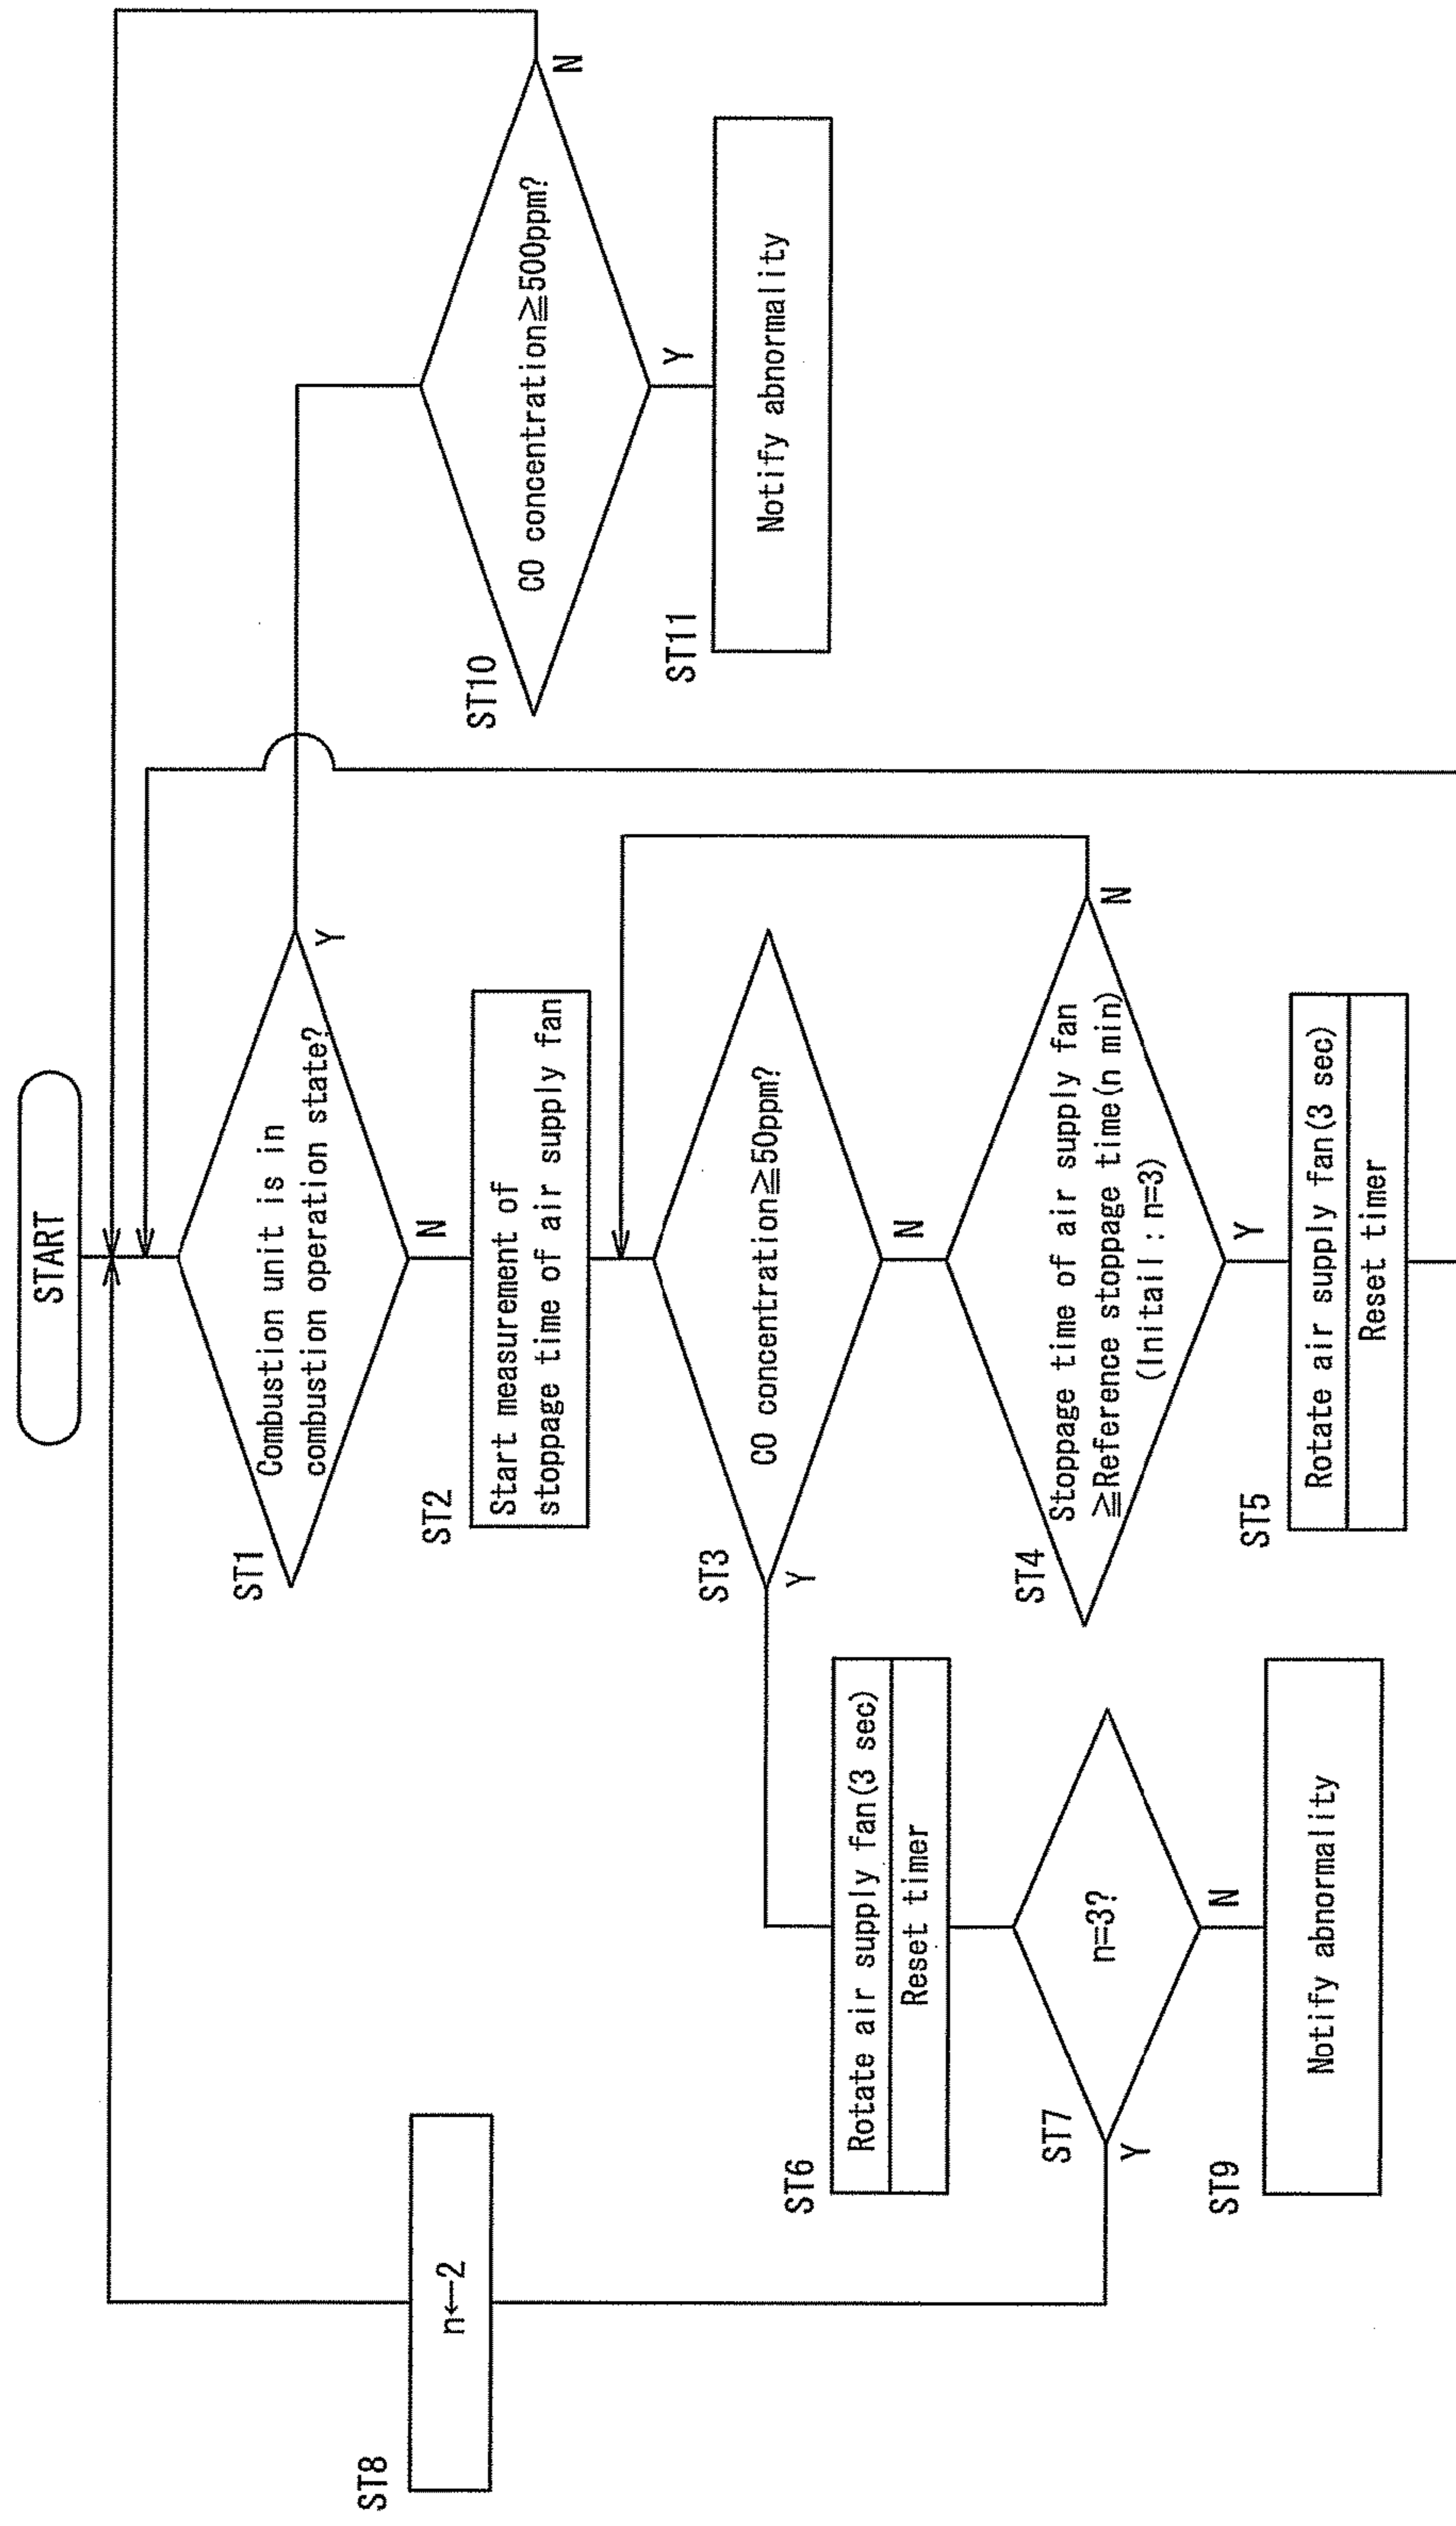 START
ST1
Combustion unit is in
combustion operation state?
Y
N
ST2
Start measurement of
stoppage time of air supply fan
ST3
CO concentration≧50ppm?
Y
N
ST4
Stoppage time of air supply fan
≧Reference stoppage time(n min)
(Initail : n=3)
N
Y
ST5
Rotate air supply fan(3 sec)
Reset timer
ST6
Rotate air supply fan(3 sec)
Reset timer
ST7
n=3?
Y
N
ST8
n←2
ST9
Notify abnormality
ST10
CO concentration≧500ppm?
N
Y
ST11
Notify abnormality